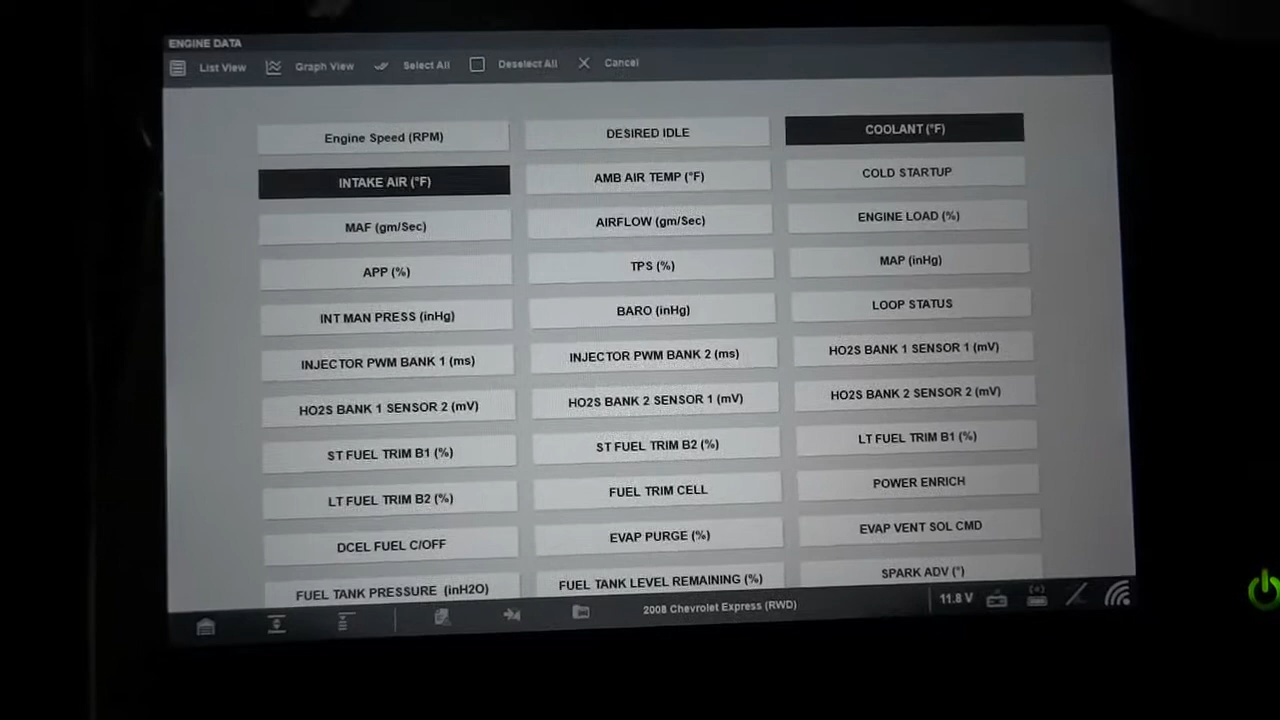 ENGINE DATA
List View Graph View Select All Deselect All Cancel
Engine Speed (RPM) DESIRED IDLE COOLANT (°F)
INTAKE AIR (°F) AMB AIR TEMP (°F) COLD STARTUP
MAF (gm/Sec) AIRFLOW (gm/Sec) ENGINE LOAD (%)
APP (%) TPS (%) MAP (inHg)
INT MAN PRESS (inHg) BARO (inHg) LOOP STATUS
INJECTOR PWM BANK 1 (ms) INJECTOR PWM BANK 2 (ms) HO2S BANK 1 SENSOR 1 (mV)
HO2S BANK 1 SENSOR 2 (mV) HO2S BANK 2 SENSOR 1 (mV) HO2S BANK 2 SENSOR 2 (mV)
ST FUEL TRIM B1 (%) ST FUEL TRIM B2 (%) LT FUEL TRIM B1 (%)
LT FUEL TRIM B2 (%) FUEL TRIM CELL POWER ENRICH
DCEL FUEL C/OFF EVAP PURGE (%) EVAP VENT SOL CMD
FUEL TANK PRESSURE (inH2O) FUEL TANK LEVEL REMAINING (%) SPARK ADV (°)
2008 Chevrolet Express (RWD) 11.8 V